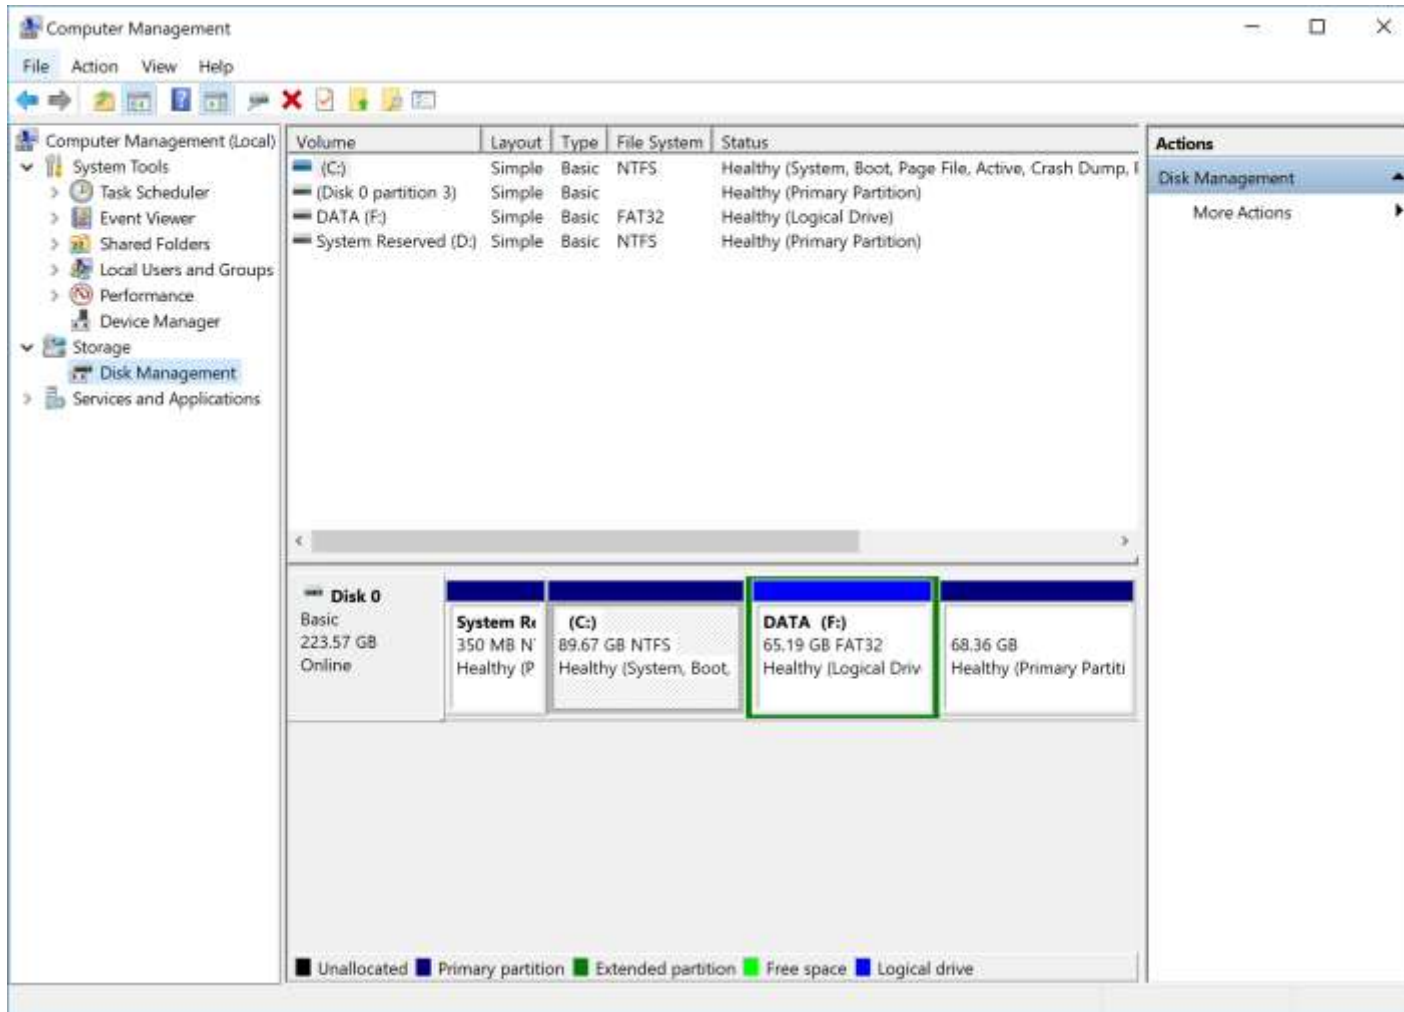 Computer Management
File Action View Help
Computer Management (Local)
System Tools
Task Scheduler
Event Viewer
Shared Folders
Local Users and Groups
Performance
Device Manager
Storage
Disk Management
Services and Applications
Volume Layout Type File System Status
(C:) Simple Basic NTFS Healthy (System, Boot, Page File, Active, Crash Dump,
(Disk 0 partition 3) Simple Basic Healthy (Primary Partition)
DATA (F:) Simple Basic FAT32 Healthy (Logical Drive)
System Reserved (D:) Simple Basic NTFS Healthy (Primary Partition)
Actions
Disk Management
More Actions
Disk 0
Basic
223.57 GB
Online
System Re
350 MB N
Healthy (P
(C:)
89.67 GB NTFS
Healthy (System, Boot,
DATA (F:)
65.19 GB FAT32
Healthy (Logical Driv
68.36 GB
Healthy (Primary Partiti
Unallocated Primary partition Extended partition Free space Logical drive